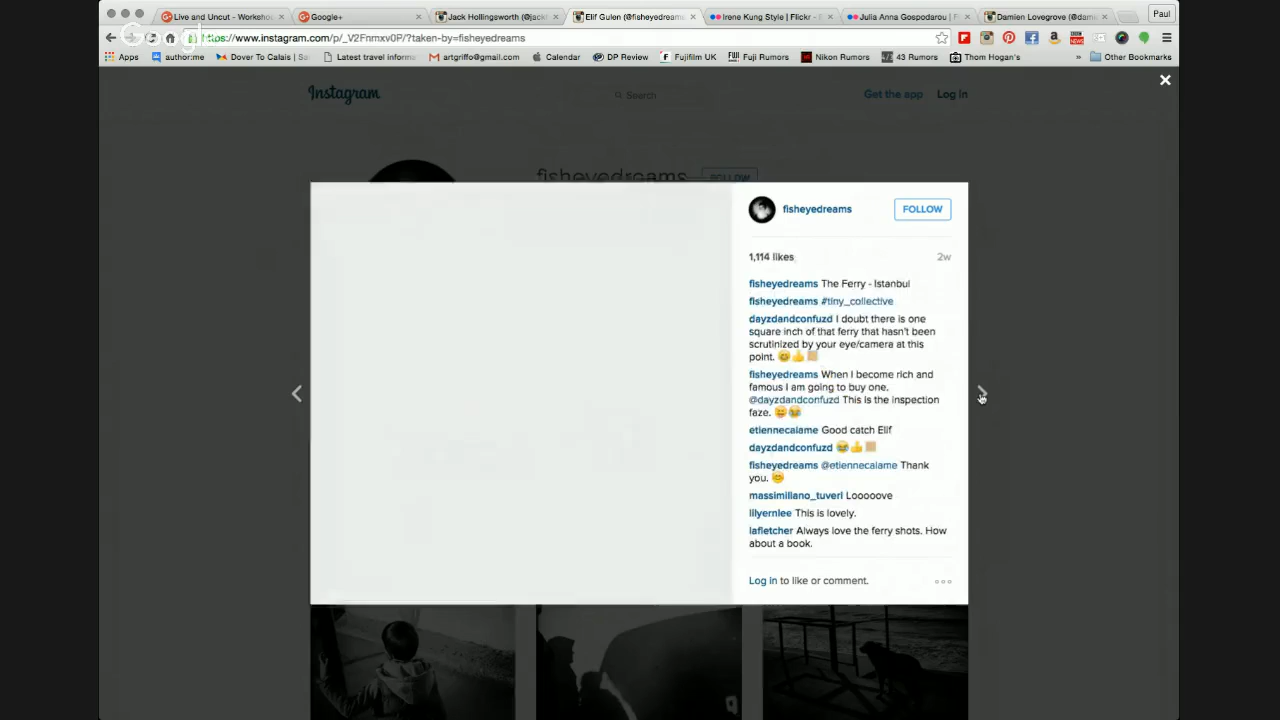 Live and Uncut - Worksho
Google+
Jack Hollingsworth (@jack
Elif Gulen (@fisheyedream
Irene Kung Style | Flickr -
Julia Anna Gospodarou |
Damien Lovegrove (@dam
Paul
https://www.instagram.com/p/_V2Fnmxv0P/?taken-by=fisheyedreams
Apps
author:me
Dover To Calais | Sa
Latest travel inform
artgriffo@gmail.com
Calendar
DP Review
Fujifilm UK
Fuji Rumors
Nikon Rumors
43 Rumors
Thom Hogan's
»
Other Bookmarks
Instagram
Search
Get the app
Log in
fisheyedreams
FOLLOW
fisheyedreams
FOLLOW
1,114 likes
2w
fisheyedreams The Ferry - Istanbul
fisheyedreams #tiny_collective
dayzdandconfuzd I doubt there is one
square inch of that ferry that hasn't been
scrutinized by your eye/camera at this
point. 😊👍
fisheyedreams When I become rich and
famous I am going to buy one.
@dayzdandconfuzd This is the inspection
faze. 😄😂
etiennecalame Good catch Elif
dayzdandconfuzd 😂👍
fisheyedreams @etiennecalame Thank
you. 😊
massimiliano_tuveri Looooove
lilyernlee This is lovely.
lafletcher Always love the ferry shots. How
about a book.
Log in to like or comment.